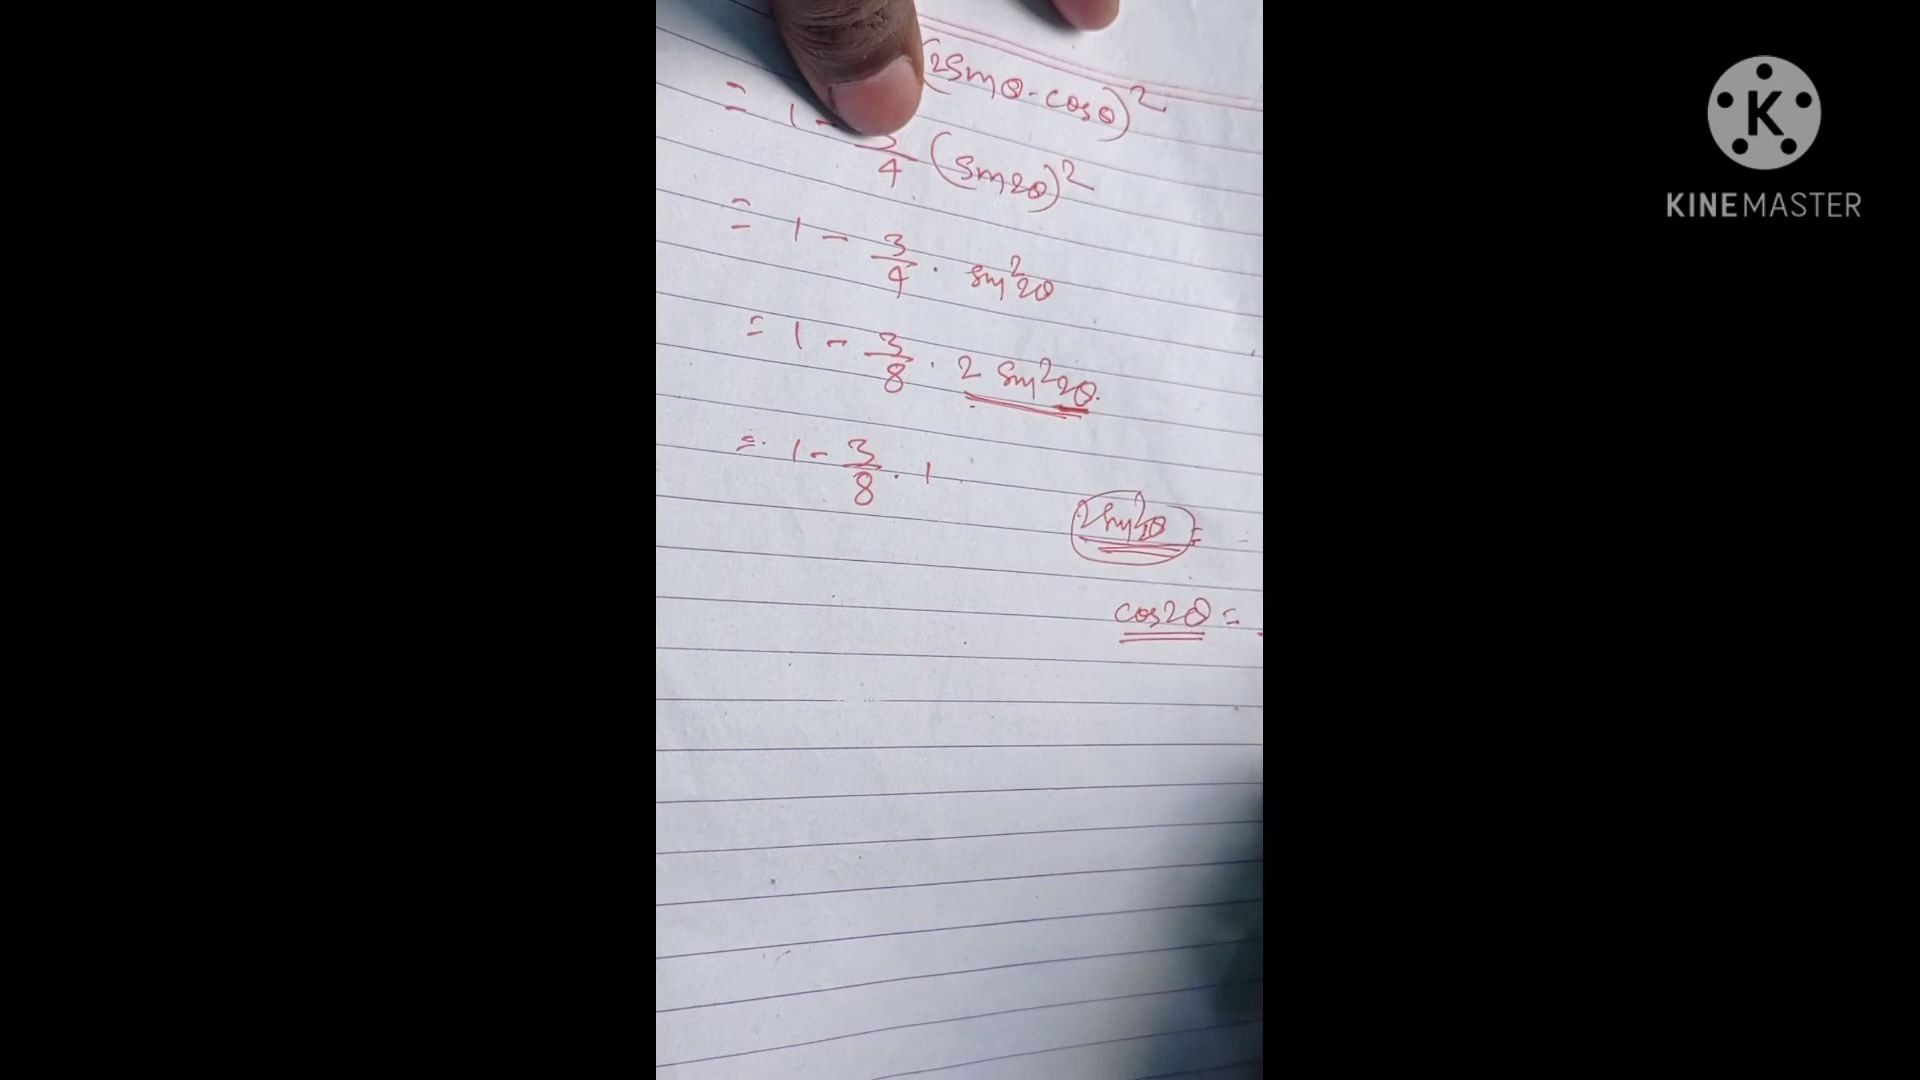 (2Sinθ·cosθ)²
= 1 - 3/4 (Sin2θ)²
= 1 - 3/4 · Sin²2θ
= 1 - 3/8 · 2 Sin²2θ.
= 1 - 3/8 · 1
2Sin²2θ =
cos2θ =
K
KINEMASTER